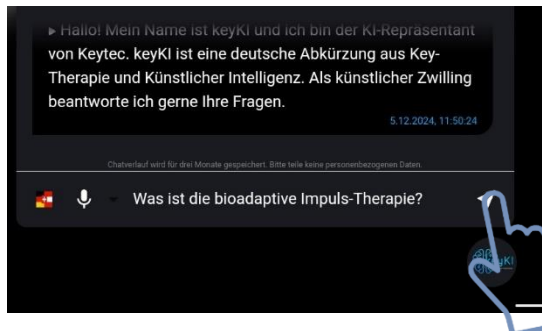 ▶ Hallo! Mein Name ist keyKI und ich bin der KI-Repräsentant
von Keytec. keyKI ist eine deutsche Abkürzung aus Key-
Therapie und Künstlicher Intelligenz. Als künstlicher Zwilling
beantworte ich gerne Ihre Fragen.
5.12.2024, 11:50:24
Chatverlauf wird für drei Monate gespeichert. Bitte teile keine personenbezogenen Daten.
Was ist die bioadaptive Impuls-Therapie?